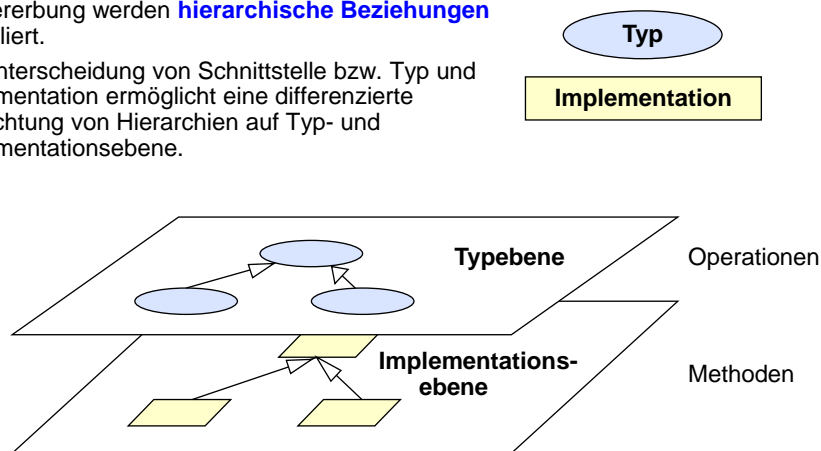 ererbung werden hierarchische Beziehungen
liert.
nterscheidung von Schnittstelle bzw. Typ und
mentation ermöglicht eine differenzierte
chtung von Hierarchien auf Typ- und
mentationsebene.
Typ
Implementation
Typebene
Operationen
Implementations-
ebene
Methoden